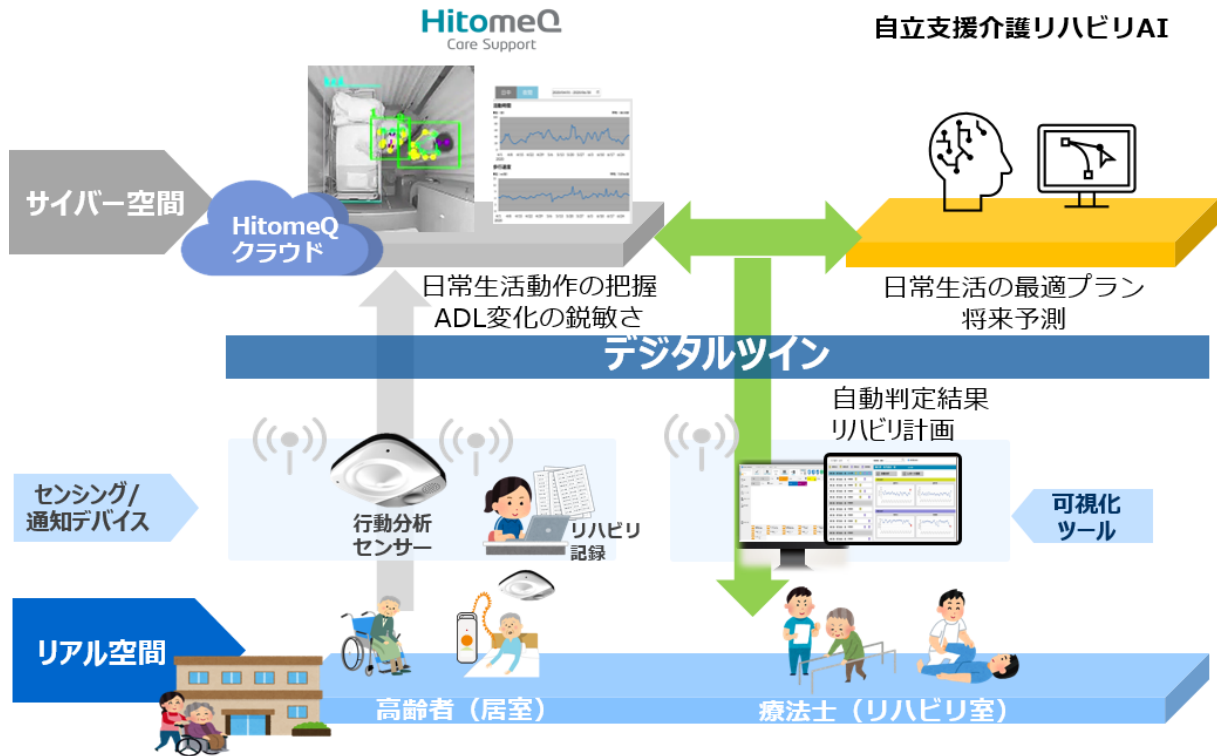 HitomeQ
Care Support
自立支援介護リハビリAI
サイバー空間
HitomeQ
クラウド
日常生活動作の把握
ADL変化の鋭敏さ
日常生活の最適プラン
将来予測
デジタルツイン
自動判定結果
リハビリ計画
センシング/
通知デバイス
行動分析
センサー
リハビリ
記録
可視化
ツール
リアル空間
高齢者（居室）
療法士（リハビリ室）